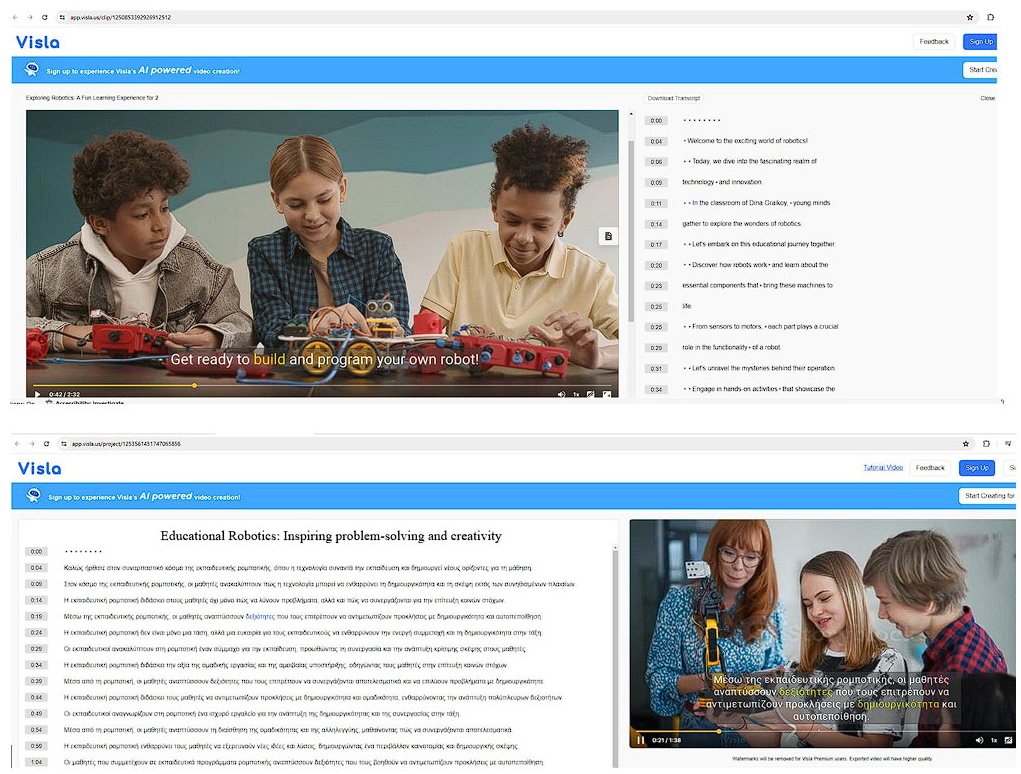 app.visla.us/clip/1250853392926912512
Visla
Feedback
Sign Up
Sign up to experience Visla's AI powered video creation!
Start Crea
Exploring Robotics: A Fun Learning Experience for 2
Download Transcript
Close
Get ready to build and program your own robot!
0:42 / 2:32
1x
0:00 • • • • • • • •
0:04 • Welcome to the exciting world of robotics!
0:06 • • Today, we dive into the fascinating realm of
0:09 technology • and innovation.
0:11 • • In the classroom of Dina Graikoy, • young minds
0:14 gather to explore the wonders of robotics.
0:17 • • Let's embark on this educational journey together.
0:20 • • Discover how robots work • and learn about the
0:23 essential components that • bring these machines to
0:25 life.
0:25 • • From sensors to motors, • each part plays a crucial
0:29 role in the functionality • of a robot.
0:31 • • Let's unravel the mysteries behind their operation.
0:34 • • Engage in hands-on activities • that showcase the
Accessibility: Investigate
app.visla.us/project/1253561451747065856
Visla
Tutorial Video
Feedback
Sign Up
Sign up to experience Visla's AI powered video creation!
Start Creating for
Educational Robotics: Inspiring problem-solving and creativity
0:00 • • • • • • • •
0:04 Καλώς ήρθατε στον συναρπαστικό κόσμο της εκπαιδευτικής ρομποτικής, όπου η τεχνολογία συναντά την εκπαίδευση και δημιουργεί νέους ορίζοντες για τη μάθηση.
0:09 Στον κόσμο της εκπαιδευτικής ρομποτικής, οι μαθητές ανακαλύπτουν πώς η τεχνολογία μπορεί να ενθαρρύνει τη δημιουργικότητα και τη σκέψη εκτός των συνηθισμένων πλαισίων.
0:14 Η εκπαιδευτική ρομποτική διδάσκει στους μαθητές όχι μόνο πώς να λύνουν προβλήματα, αλλά και πώς να συνεργάζονται για την επίτευξη κοινών στόχων.
0:19 Μέσω της εκπαιδευτικής ρομποτικής, οι μαθητές αναπτύσσουν δεξιότητες που τους επιτρέπουν να αντιμετωπίζουν προκλήσεις με δημιουργικότητα και αυτοπεποίθηση.
0:24 Η εκπαιδευτική ρομποτική δεν είναι μόνο μια τάση, αλλά μια ευκαιρία για τους εκπαιδευτικούς να ενθαρρύνουν την ενεργή συμμετοχή και τη δημιουργικότητα στην τάξη.
0:29 Οι εκπαιδευτικοί ανακαλύπτουν στη ρομποτική έναν σύμμαχο για την εκπαίδευση, προωθώντας τη συνεργασία και την ανάπτυξη κρίσιμης σκέψης στους μαθητές.
0:34 Η εκπαιδευτική ρομποτική διδάσκει την αξία της ομαδικής εργασίας και της αμοιβαίας υποστήριξης, οδηγώντας τους μαθητές στην επίτευξη κοινών στόχων.
0:39 Μέσα από τη ρομποτική, οι μαθητές αναπτύσσουν δεξιότητες που τους επιτρέπουν να συνεργάζονται αποτελεσματικά και να επιλύουν προβλήματα με δημιουργικότητα.
0:44 Η εκπαιδευτική ρομποτική διδάσκει τους μαθητές να αντιμετωπίζουν προκλήσεις με δημιουργικότητα και ομαδικότητα, ενθαρρύνοντας την ανάπτυξη πολύπλευρων δεξιοτήτων.
0:49 Οι εκπαιδευτικοί αναγνωρίζουν στη ρομποτική ένα ισχυρό εργαλείο για την ανάπτυξη της δημιουργικότητας και της συνεργασίας στην τάξη.
0:54 Μέσα από τη ρομποτική, οι μαθητές αναπτύσσουν τη διαίσθηση της ομαδικότητας και της αλληλεγγύης, μαθαίνοντας πώς να συνεργάζονται αποτελεσματικά.
0:59 Η εκπαιδευτική ρομποτική ενθαρρύνει τους μαθητές να εξερευνούν νέες ιδέες και λύσεις, δημιουργώντας ένα περιβάλλον καινοτομίας και δημιουργικής σκέψης.
1:04 Οι μαθητές που συμμετέχουν σε εκπαιδευτικά προγράμματα ρομποτικής αναπτύσσουν δεξιότητες που τους βοηθούν να αντιμετωπίζουν προκλήσεις με αυτοπεποίθηση.
Μέσω της εκπαιδευτικής ρομποτικής, οι μαθητές
αναπτύσσουν δεξιότητες που τους επιτρέπουν να
αντιμετωπίζουν προκλήσεις με δημιουργικότητα και
αυτοπεποίθηση.
0:21 / 1:38
1x
Watermarks will be removed for Visla Premium users. Exported video will have higher quality.